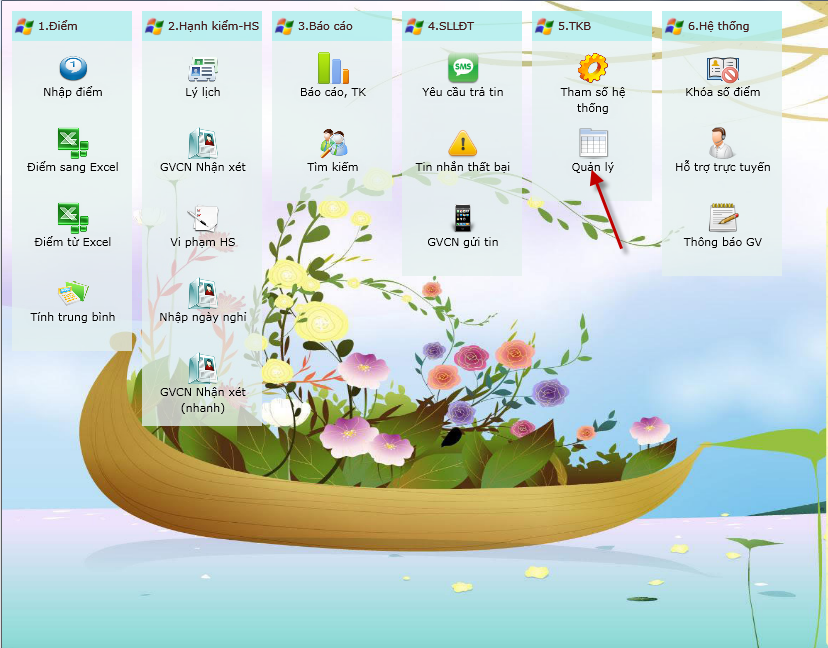 1.Điểm
Nhập điểm
Điểm sang Excel
Điểm từ Excel
Tính trung bình
2.Hạnh kiểm-HS
Lý lịch
GVCN Nhận xét
Vi phạm HS
Nhập ngày nghỉ
GVCN Nhận xét
(nhanh)
3.Báo cáo
Báo cáo, TK
Tìm kiếm
4.SLLĐT
SMS
Yêu cầu trả tin
Tin nhắn thất bại
GVCN gửi tin
5.TKB
Tham số hệ
thống
Quản lý
6.Hệ thống
Khóa sổ điểm
Hỗ trợ trực tuyến
Thông báo GV